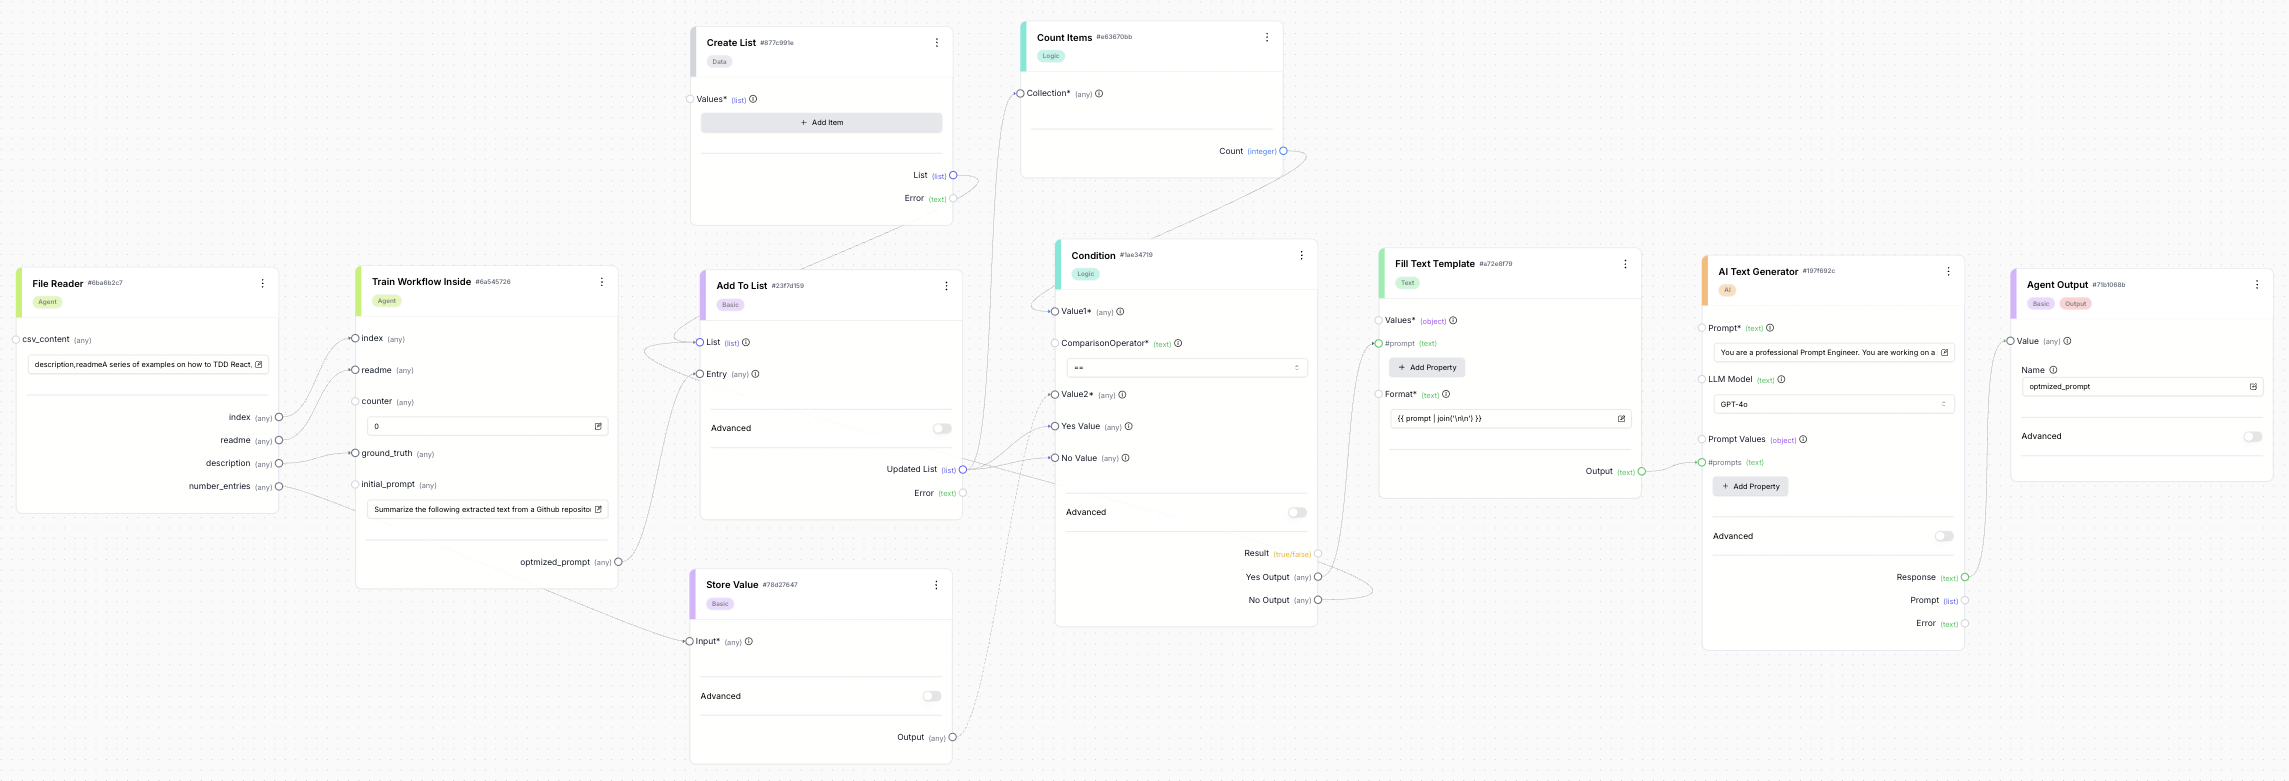 File Reader #6ba6b2c7
Agent
csv_content (any)
description,readmeA series of examples on how to TDD React,
index (any)
readme (any)
description (any)
number_entries (any)
Train Workflow Inside #6a545726
Agent
index (any)
readme (any)
counter (any)
0
ground_truth (any)
initial_prompt (any)
Summarize the following extracted text from a Github reposito
optmized_prompt (any)
Create List #877c991e
Data
Values* (list)
+ Add Item
List (list)
Error (text)
Add To List #23f7d159
Basic
List (list)
Entry (any)
Advanced
Updated List (list)
Error (text)
Store Value #78d27647
Basic
Input* (any)
Advanced
Output (any)
Count Items #e63670bb
Logic
Collection* (any)
Count (integer)
Condition #1ae34719
Logic
Value1* (any)
ComparisonOperator* (text)
==
Value2* (any)
Yes Value (any)
No Value (any)
Advanced
Result (true/false)
Yes Output (any)
No Output (any)
Fill Text Template #a72e8f79
Text
Values* (object)
#prompt (text)
+ Add Property
Format* (text)
{{ prompt | join('\n\n') }}
Output (text)
AI Text Generator #197f692c
AI
Prompt* (text)
You are a professional Prompt Engineer. You are working on a
LLM Model (text)
GPT-4o
Prompt Values (object)
#prompts (text)
+ Add Property
Advanced
Response (text)
Prompt (list)
Error (text)
Agent Output #71b1068b
Basic Output
Value (any)
Name
optmized_prompt
Advanced